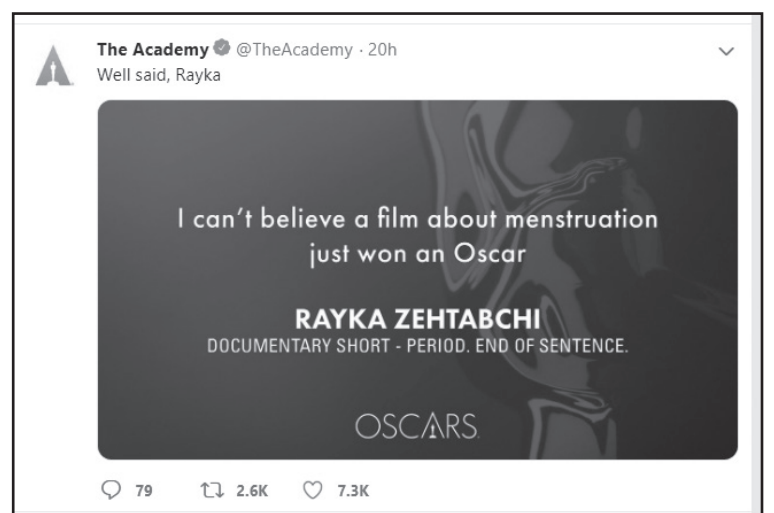 The Academy @TheAcademy · 20h
Well said, Rayka
I can't believe a film about menstruation
just won an Oscar
RAYKA ZEHTABCHI
DOCUMENTARY SHORT - PERIOD. END OF SENTENCE.
OSCARS
79 2.6K 7.3K